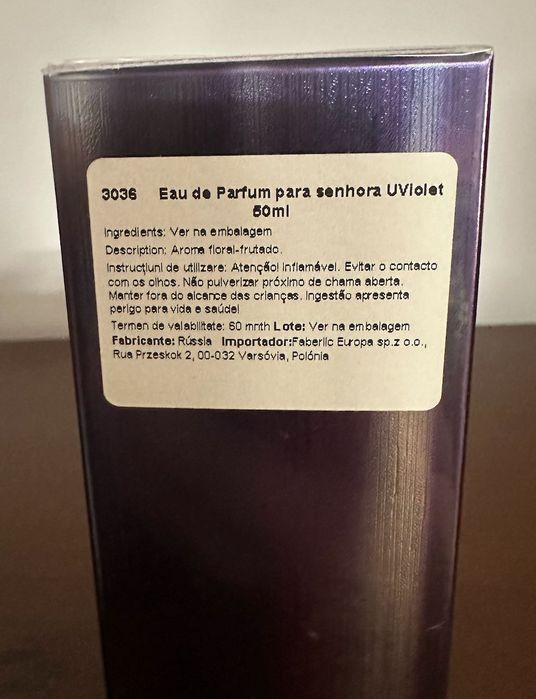 3036 Eau de Parfum para senhora UViolet
50ml
Ingredients: Ver na embalagem
Description: Aroma floral-frutado.
Instrucţiuni de utilizare: Atenção! Inflamável. Evitar o contacto
com os olhos. Não pulverizar próximo de chama aberta.
Manter fora do alcance das crianças. Ingestão apresenta
perigo para vida e saúde!
Termen de valabilitate: 60 mnth Lote: Ver na embalagem
Fabricante: Rússia Importador:Faberlic Europa sp.z o.o.,
Rua Przeskok 2, 00-032 Varsóvia, Polónia